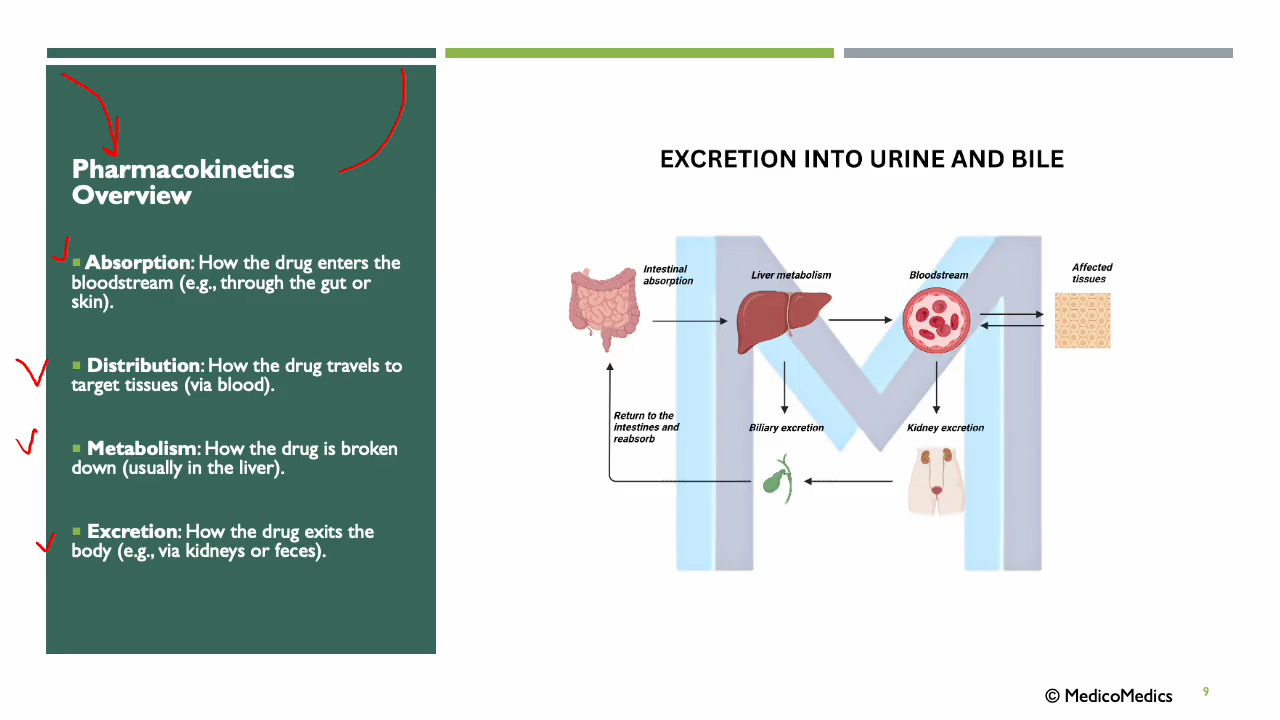 Pharmacokinetics
Overview
Absorption: How the drug enters the
bloodstream (e.g., through the gut or
skin).
Distribution: How the drug travels to
target tissues (via blood).
Metabolism: How the drug is broken
down (usually in the liver).
Excretion: How the drug exits the
body (e.g., via kidneys or feces).
EXCRETION INTO URINE AND BILE
Intestinal
absorption
Liver metabolism
Bloodstream
Affected
tissues
Return to the
intestines and
reabsorb
Biliary excretion
Kidney excretion
M
© MedicoMedics
9